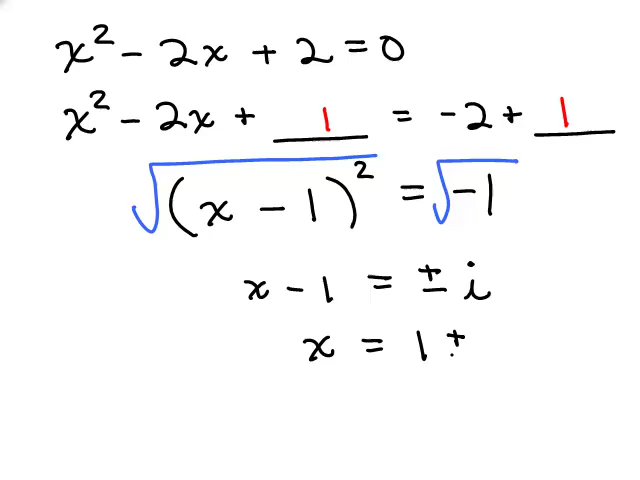 x² - 2x + 2 = 0
x² - 2x + 1 = -2 + 1
√(x - 1)² = √-1
x - 1 = ± i
x = 1 +